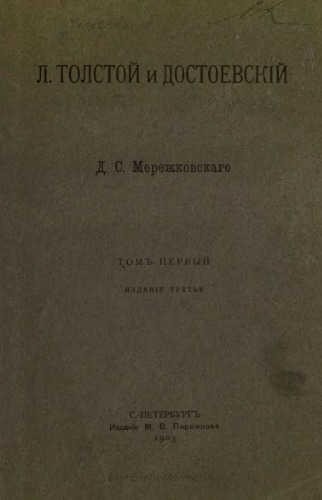 Л. ТОЛСТОЙ и ДОСТОЕВСКІЙ
Д. С. Мережковскаго
ТОМЪ ПЕРВЫЙ
ИЗДАНІЕ ТРЕТЬЕ
С.-ПЕТЕРБУРГЪ
Изданіе М. В. Пирожкова
1903